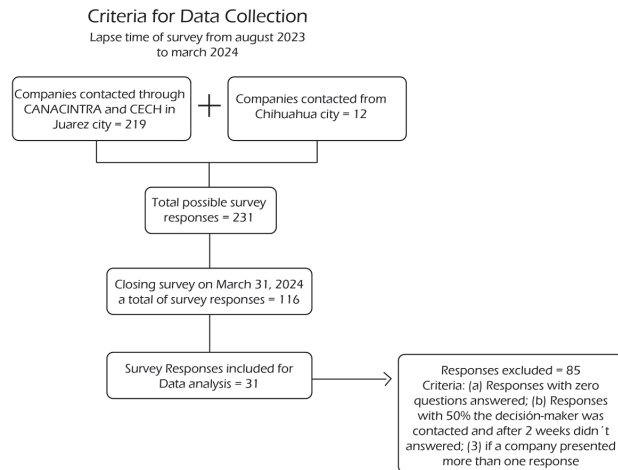 Criteria for Data Collection
Lapse time of survey from august 2023
to march 2024
Companies contacted through
CANACINTRA and CECH in
Juarez city = 219
+
Companies contacted from
Chihuahua city = 12
Total possible survey
responses = 231
Closing survey on March 31, 2024
a total of survey responses = 116
Survey Responses included for
Data analysis = 31
Responses excluded = 85
Criteria: (a) Responses with zero
questions answered; (b) Responses
with 50% the decisión-maker was
contacted and after 2 weeks didn´t
answered; (3) if a company presented
more than one response